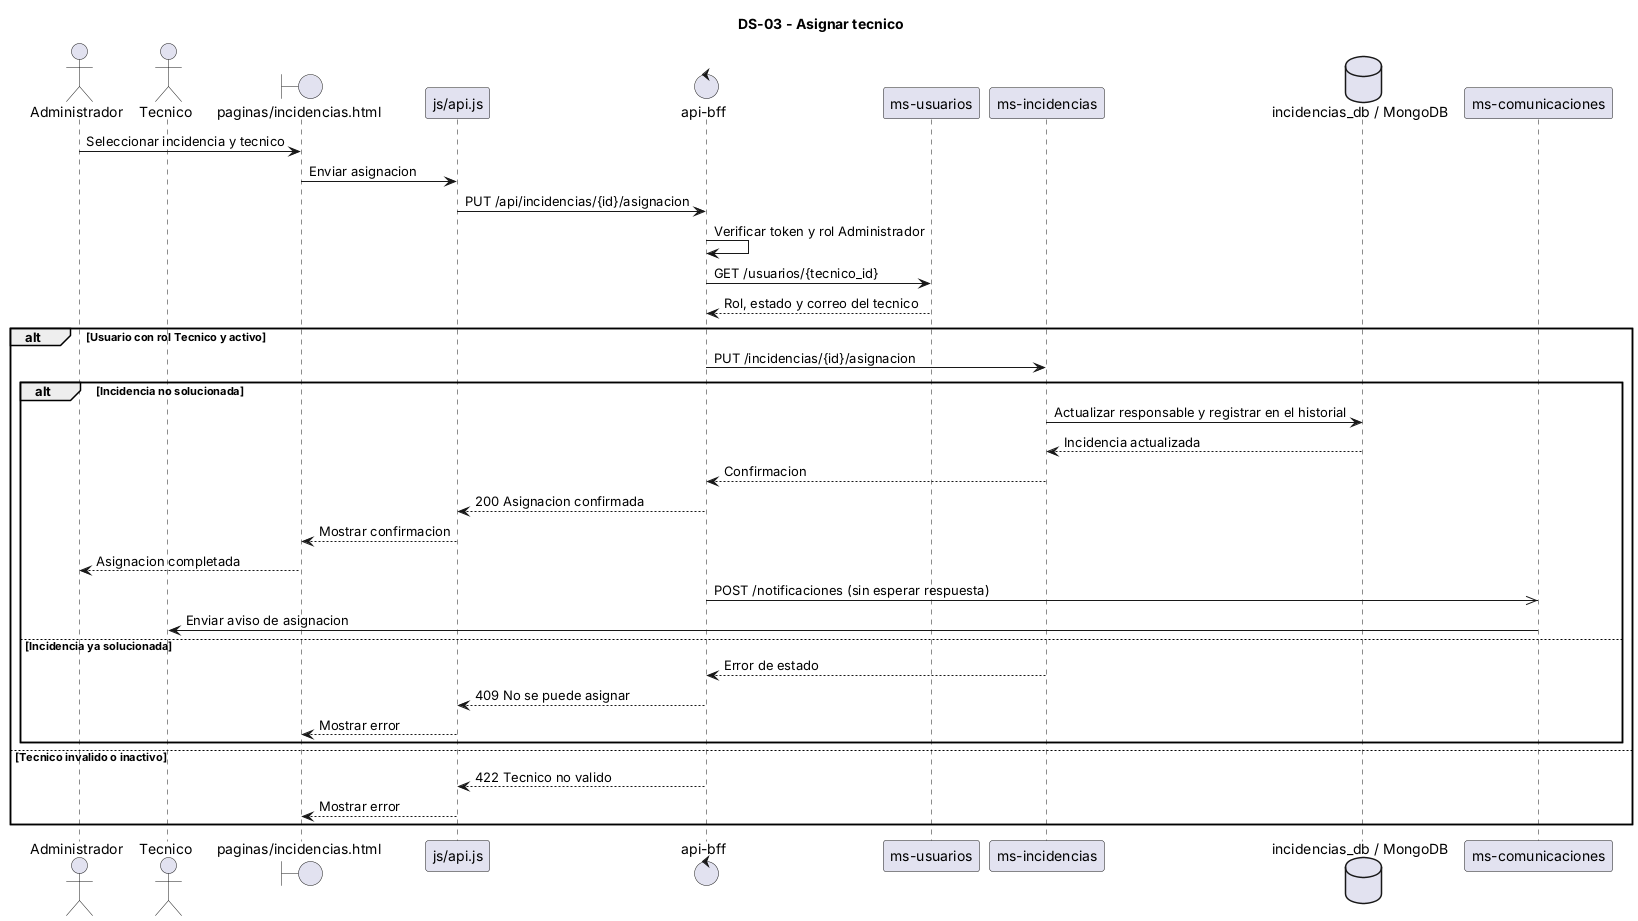 DS-03 - Asignar tecnico
Administrador
Tecnico
paginas/incidencias.html
js/api.js
api-bff
ms-usuarios
ms-incidencias
incidencias_db / MongoDB
ms-comunicaciones
Seleccionar incidencia y tecnico
Enviar asignacion
PUT /api/incidencias/{id}/asignacion
Verificar token y rol Administrador
GET /usuarios/{tecnico_id}
Rol, estado y correo del tecnico
alt
[Usuario con rol Tecnico y activo]
PUT /incidencias/{id}/asignacion
alt
[Incidencia no solucionada]
Actualizar responsable y registrar en el historial
Incidencia actualizada
Confirmacion
200 Asignacion confirmada
Mostrar confirmacion
Asignacion completada
POST /notificaciones (sin esperar respuesta)
Enviar aviso de asignacion
[Incidencia ya solucionada]
Error de estado
409 No se puede asignar
Mostrar error
[Tecnico invalido o inactivo]
422 Tecnico no valido
Mostrar error
Administrador
Tecnico
paginas/incidencias.html
js/api.js
api-bff
ms-usuarios
ms-incidencias
incidencias_db / MongoDB
ms-comunicaciones